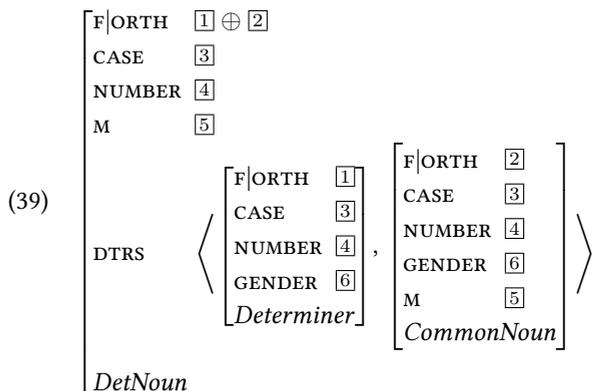 F|ORTH 1 ⊕ 2
CASE 3
NUMBER 4
M 5
(39)
DTRS
F|ORTH 1
CASE 3
NUMBER 4
GENDER 6
Determiner
,
F|ORTH 2
CASE 3
NUMBER 4
GENDER 6
M 5
CommonNoun
DetNoun